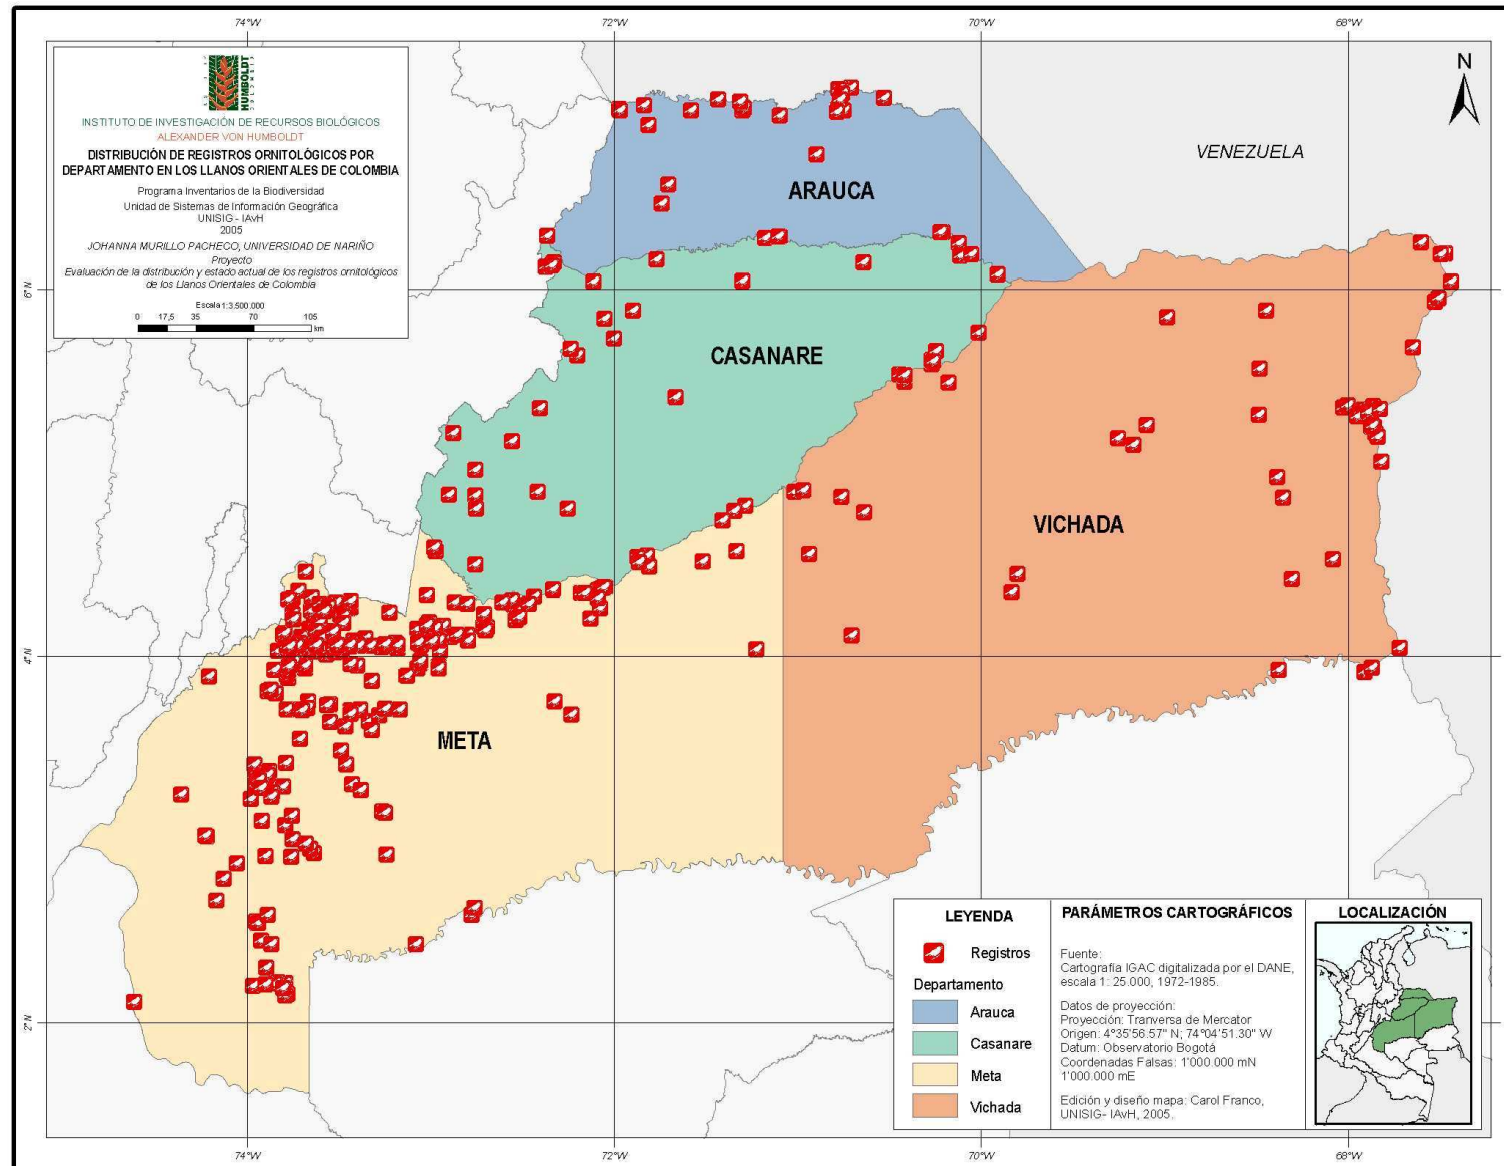 74°W
72°W
70°W
68°W
HUMBOLDT
INSTITUTO DE INVESTIGACIÓN DE RECURSOS BIOLÓGICOS
ALEXANDER VON HUMBOLDT
DISTRIBUCIÓN DE REGISTROS ORNITOLÓGICOS POR
DEPARTAMENTO EN LOS LLANOS ORIENTALES DE COLOMBIA
Programa Inventarios de la Biodiversidad
Unidad de Sistemas de Información Geográfica
UNISIG - IAvH
2005
JOHANNA MURILLO PACHECO, UNIVERSIDAD DE NARIÑO
Proyecto
Evaluación de la distribución y estado actual de los registros ornitológicos
de los Llanos Orientales de Colombia
Escala 1:3.500.000
0 17,5 35 70 105
km
N
VENEZUELA
ARAUCA
6°N
6°N
CASANARE
VICHADA
4°N
4°N
META
2°N
2°N
LEYENDA
Registros
Departamento
Arauca
Casanare
Meta
Vichada
PARÁMETROS CARTOGRÁFICOS
Fuente:
Cartografía IGAC digitalizada por el DANE,
escala 1: 25.000, 1972-1985.
Datos de proyección:
Proyección: Tranversa de Mercator
Origen: 4°35'56.57" N; 74°04'51.30" W
Datum: Observatorio Bogotá
Coordenadas Falsas: 1'000.000 mN
1'000.000 mE
Edición y diseño mapa: Carol Franco,
UNISIG- IAvH, 2005.
LOCALIZACIÓN
74°W
72°W
70°W
68°W